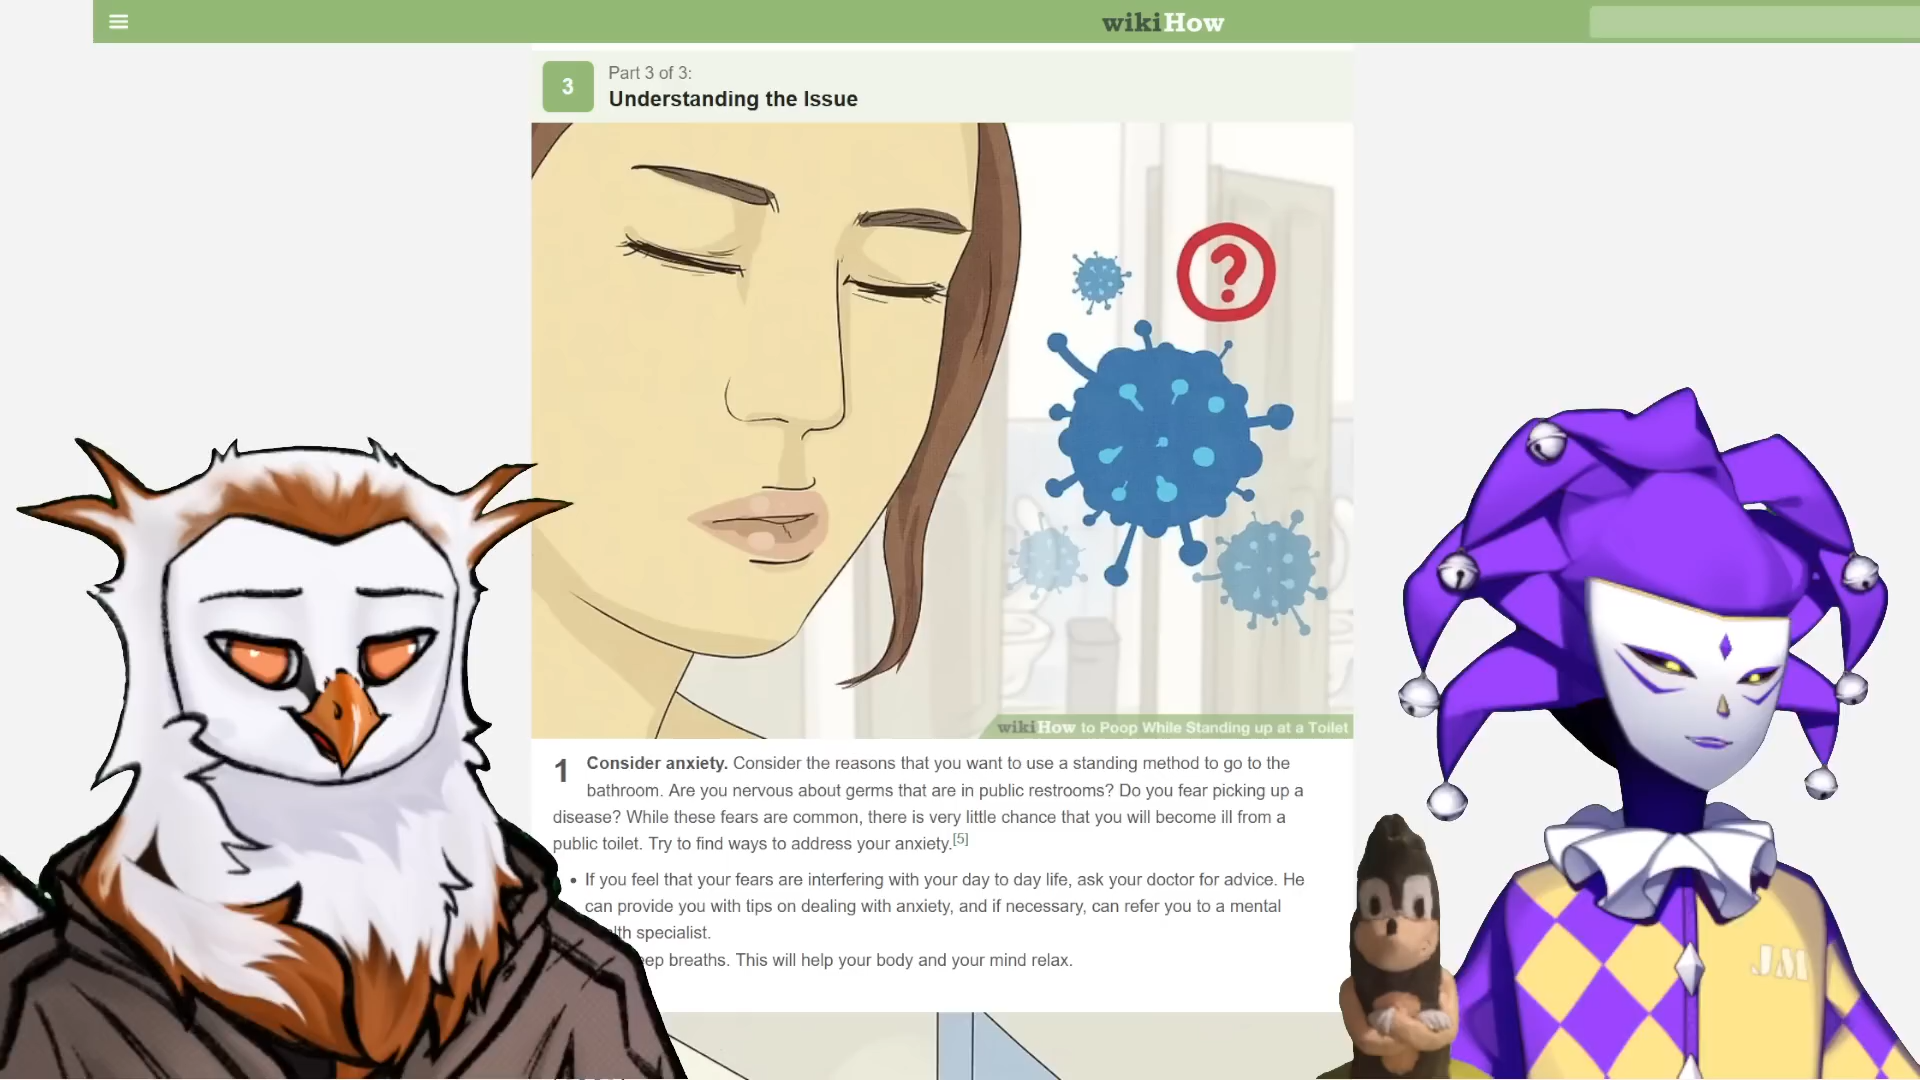 wikiHow
3
Part 3 of 3:
Understanding the Issue
?
wikiHow to Poop While Standing up at a Toilet
1
Consider anxiety. Consider the reasons that you want to use a standing method to go to the
bathroom. Are you nervous about germs that are in public restrooms? Do you fear picking up a
disease? While these fears are common, there is very little chance that you will become ill from a
public toilet. Try to find ways to address your anxiety.[5]
• If you feel that your fears are interfering with your day to day life, ask your doctor for advice. He
can provide you with tips on dealing with anxiety, and if necessary, can refer you to a mental
lth specialist.
ep breaths. This will help your body and your mind relax.
JM